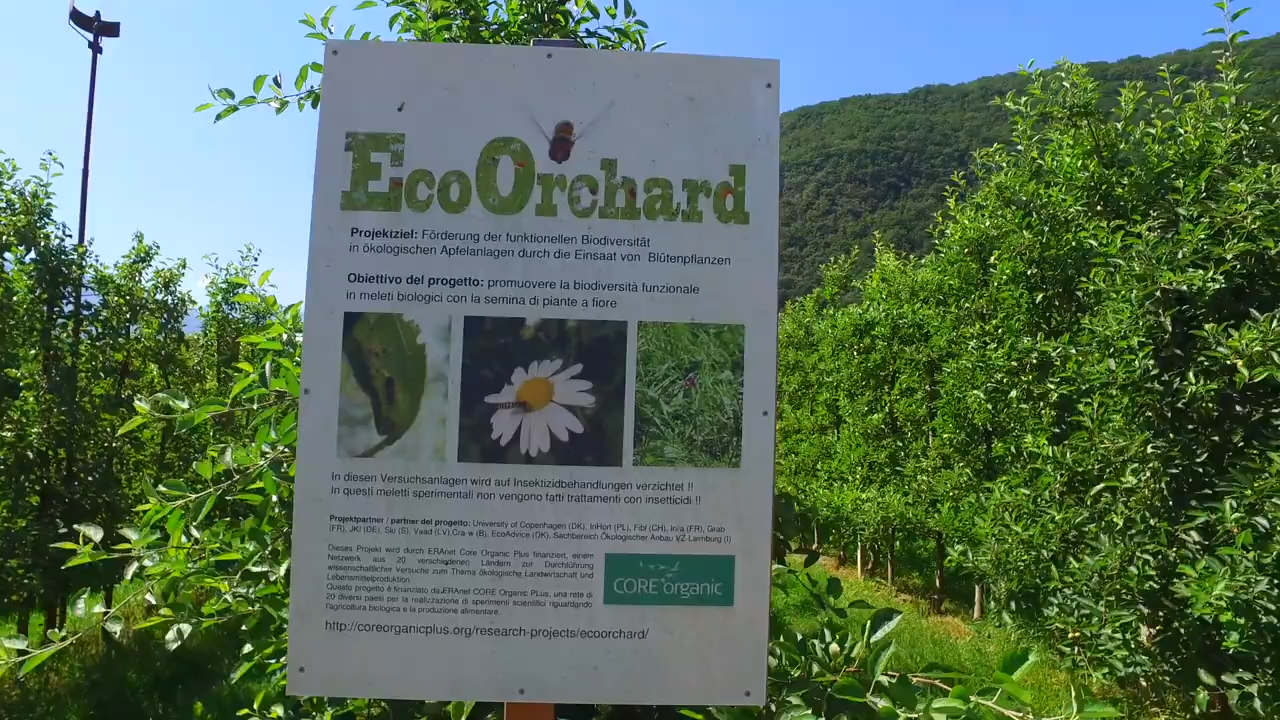 EcoOrchard
Projektziel: Förderung der funktionellen Biodiversität
in ökologischen Apfelanlagen durch die Einsaat von Blütenpflanzen
Obiettivo del progetto: promuovere la biodiversità funzionale
in meleti biologici con la semina di piante a fiore
In diesen Versuchsanlagen wird auf Insektizidbehandlungen verzichtet !!
In questi meletti sperimentali non vengono fatti trattamenti con insetticidi !!
Projektpartner / partner del progetto: University of Copenhagen (DK), InHort (PL), Fibl (CH), Inra (FR), Grab
(FR), JKI (DE), Slu (S), Vaad (LV), Cra-w (B), EcoAdvice (DK), Sachbereich Ökologischer Anbau VZ-Laimburg (I)
Dieses Projekt wird durch ERAnet Core Organic Plus finanziert, einem
Netzwerk aus 20 verschiedenen Ländern zur Durchführung
wissenschaftlicher Versuche zum Thema ökologische Landwirtschaft und
Lebensmittelproduktion
Questo progetto è finanziato da ERAnet CORE Organic PLus, una rete di
20 diversi paesi per la realizzazione di sperimenti scientifici riguardando
l'agricoltura biologica e la produzione alimentare.
CORE organic
http://coreorganicplus.org/research-projects/ecoorchard/